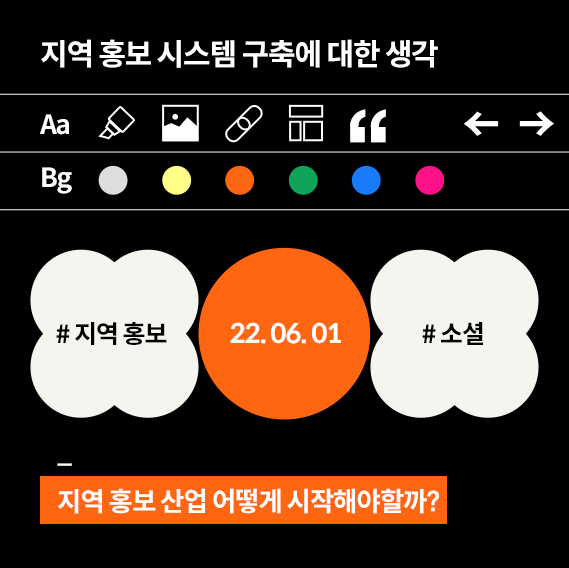 지역 홍보 시스템 구축에 대한 생각
Aa
Bg
# 지역 홍보
22. 06. 01
# 소셜
지역 홍보 산업 어떻게 시작해야할까?